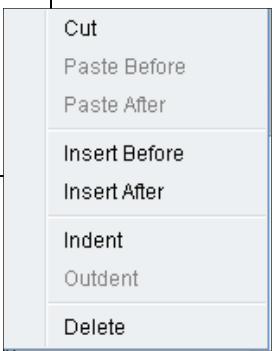 Cut
Paste Before
Paste After
Insert Before
Insert After
Indent
Outdent
Delete